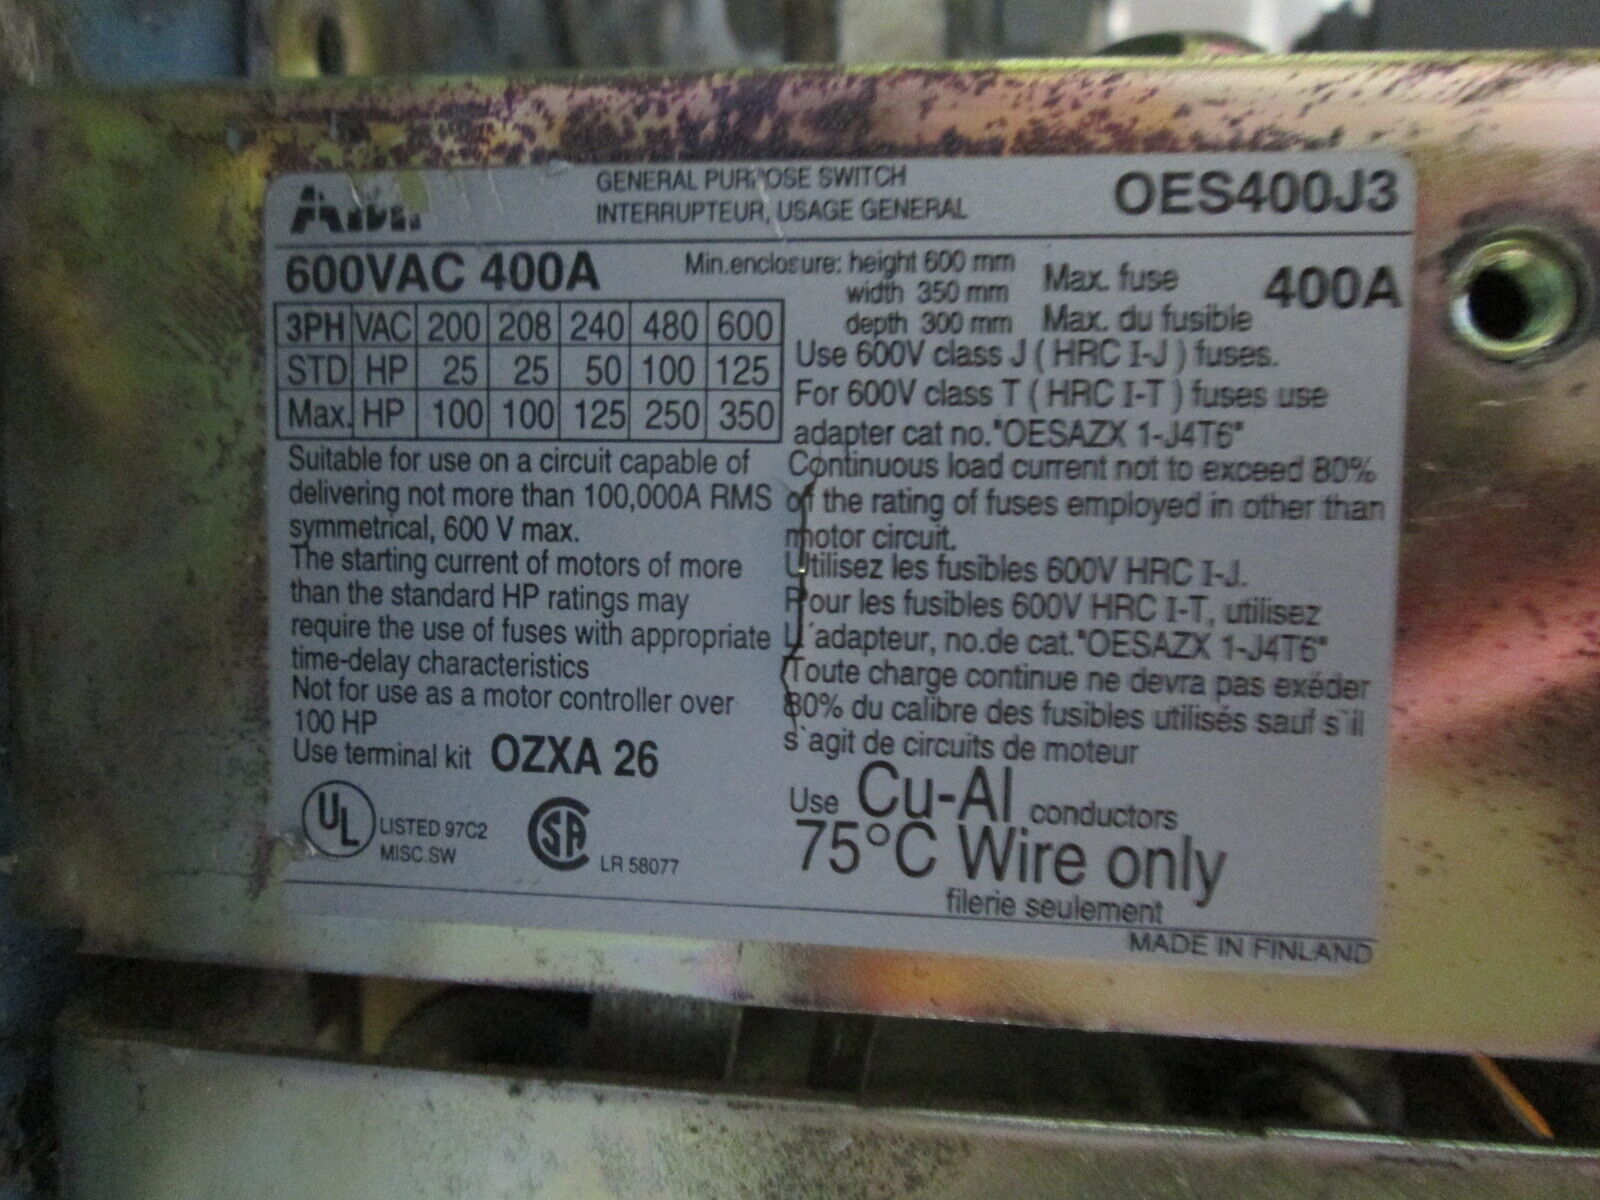 GENERAL PURPOSE SWITCH
INTERRUPTEUR, USAGE GENERAL
OES400J3
600VAC 400A
Min.enclosure: height 600 mm
width 350 mm
depth 300 mm
Max. fuse
Max. du fusible
400A
3PH VAC 200 208 240 480 600
STD HP 25 25 50 100 125
Max. HP 100 100 125 250 350
Suitable for use on a circuit capable of
delivering not more than 100,000A RMS
symmetrical, 600 V max.
The starting current of motors of more
than the standard HP ratings may
require the use of fuses with appropriate
time-delay characteristics
Not for use as a motor controller over
100 HP
Use terminal kit OZXA 26
UL LISTED 97C2
MISC.SW
SA
LR 58077
Use 600V class J ( HRC I-J ) fuses.
For 600V class T ( HRC I-T ) fuses use
adapter cat no."OESAZX 1-J4T6"
Continuous load current not to exceed 80%
of the rating of fuses employed in other than
motor circuit.
Utilisez les fusibles 600V HRC I-J.
Pour les fusibles 600V HRC I-T, utilisez
L'adapteur, no.de cat."OESAZX 1-J4T6"
Toute charge continue ne devra pas exéder
80% du calibre des fusibles utilisés sauf s`il
s`agit de circuits de moteur
Use Cu-Al conductors
75°C Wire only
filerie seulement
MADE IN FINLAND